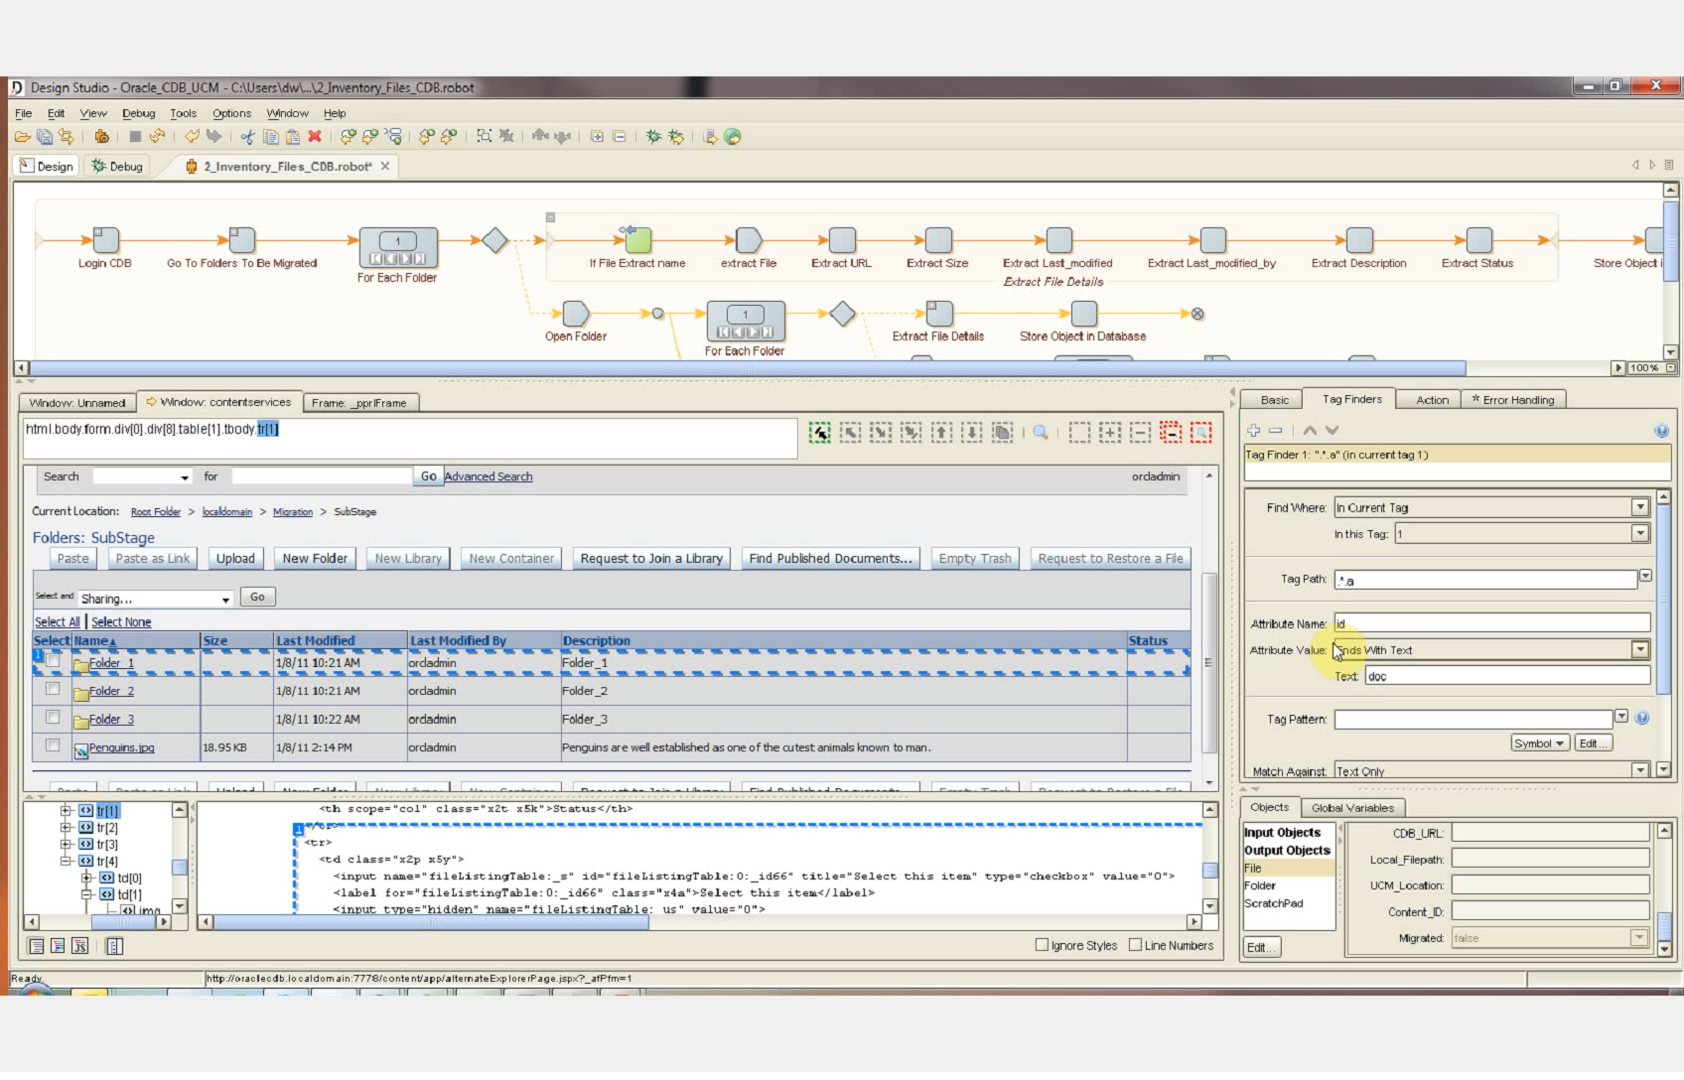 Design Studio - Oracle_CDB_UCM - C:\Users\dw\...\2_Inventory_Files_CDB.robot
File Edit View Debug Tools Options Window Help
Design Debug 2_Inventory_Files_CDB.robot*
Login CDB
Go To Folders To Be Migrated
1
For Each Folder
If File Extract name
extract File
Extract URL
Extract Size
Extract Last_modified
Extract Last_modified_by
Extract Description
Extract Status
Store Object i
Extract File Details
Open Folder
1
For Each Folder
Extract File Details
Store Object in Database
100%
Window: Unnamed Window: contentservices Frame: _pprIFrame
html.body.form.div[0].div[8].table[1].tbody.tr[1]
Search for Go Advanced Search orcladmin
Current Location: Root Folder > localdomain > Migration > SubStage
Folders: SubStage
Paste Paste as Link Upload New Folder New Library New Container Request to Join a Library Find Published Documents... Empty Trash Request to Restore a File
Select and Sharing... Go
Select All | Select None
Select Name Size Last Modified Last Modified By Description Status
1 Folder_1 1/8/11 10:21 AM orcladmin Folder_1
Folder_2 1/8/11 10:21 AM orcladmin Folder_2
Folder_3 1/8/11 10:22 AM orcladmin Folder_3
Penguins.jpg 18.95 KB 1/8/11 2:14 PM orcladmin Penguins are well established as one of the cutest animals known to man.
tr[1]
tr[2]
tr[3]
tr[4]
td[0]
td[1]
img
<th scope="col" class="x2t x5k">Status</th>
1 </tr>
<tr>
<td class="x2p x5y">
<input name="fileListingTable:_s" id="fileListingTable:0:_id66" title="Select this item" type="checkbox" value="0">
<label for="fileListingTable:0:_id66" class="x4a">Select this item</label>
<input type="hidden" name="fileListingTable:_us" value="0">
JS
Ignore Styles Line Numbers
Ready. http://oraclecdb.localdomain:7778/content/app/alternateExplorerPage.jspx?_afPfm=1
Basic Tag Finders Action * Error Handling
Tag Finder 1: ".*.a" (in current tag 1)
Find Where: In Current Tag
In this Tag: 1
Tag Path: .*.a
Attribute Name: id
Attribute Value: Ends With Text
Text: doc
Tag Pattern:
Symbol Edit...
Match Against: Text Only
Objects Global Variables
Input Objects
Output Objects
File
Folder
ScratchPad
Edit...
CDB_URL:
Local_Filepath:
UCM_Location:
Content_ID:
Migrated: false